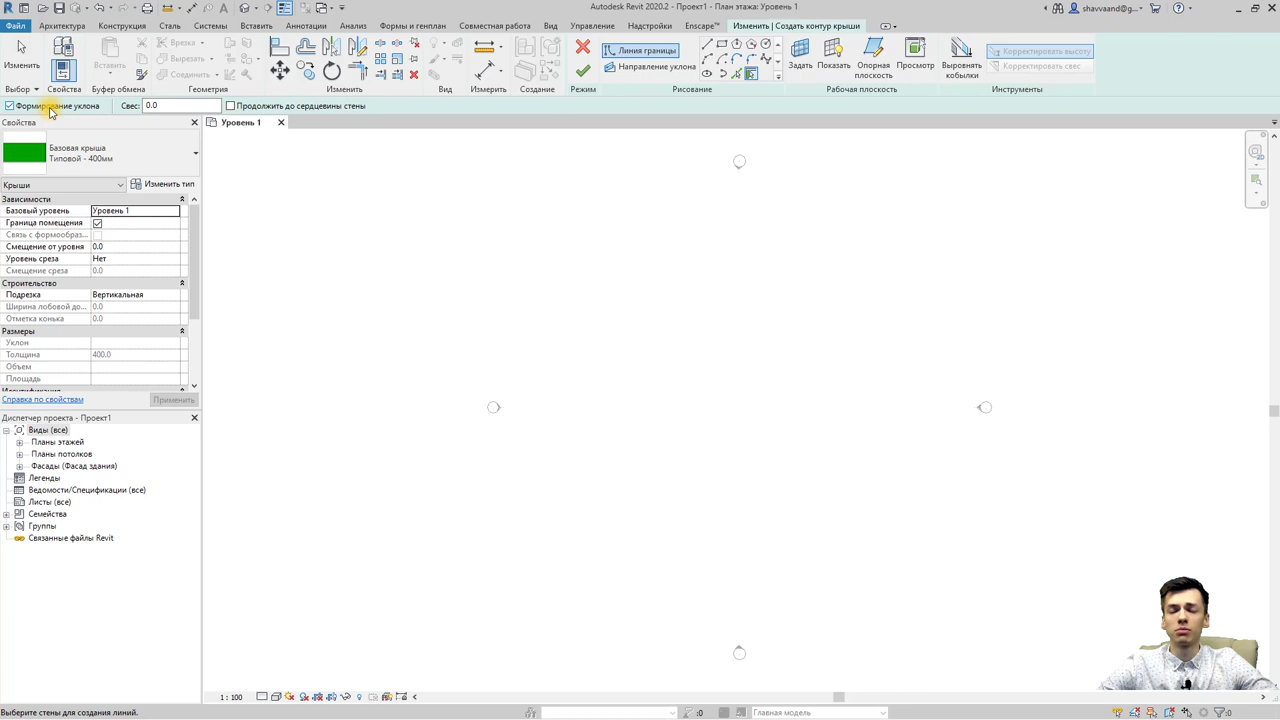 Autodesk Revit 2020.2 - Проект1 - План этажа: Уровень 1
shavvaand@g...
Файл
Архитектура
Конструкция
Сталь
Системы
Вставить
Аннотации
Анализ
Формы и генплан
Совместная работа
Вид
Управление
Надстройки
Enscape™
Изменить | Создать контур крыши
Изменить
Вставить
Врезка
Вырезать
Соединить
Линия границы
Направление уклона
Задать
Показать
Опорная плоскость
Просмотр
Выровнять кобылки
Корректировать высоту
Корректировать свес
Выбор
Свойства
Буфер обмена
Геометрия
Изменить
Вид
Измерить
Создание
Режим
Рисование
Рабочая плоскость
Инструменты
Формирование уклона
Свес: 0.0
Продолжить до сердцевины стены
Свойства
Уровень 1
Базовая крыша
Типовой - 400мм
Крыши
Изменить тип
Зависимости
Базовый уровень Уровень 1
Граница помещения
Связь с формообраз...
Смещение от уровня 0.0
Уровень среза Нет
Смещение среза 0.0
Строительство
Подрезка Вертикальная
Ширина лобовой до... 0.0
Отметка конька 0.0
Размеры
Уклон
Толщина 400.0
Объем
Площадь
Справка по свойствам
Применить
Диспетчер проекта - Проект1
Виды (все)
Планы этажей
Планы потолков
Фасады (Фасад здания)
Легенды
Ведомости/Спецификации (все)
Листы (все)
Семейства
Группы
Связанные файлы Revit
1 : 100
Выберите стены для создания линий.
:0
Главная модель
:0